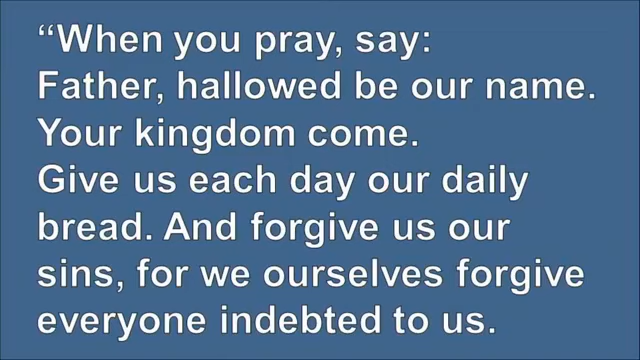 “When you pray, say:
Father, hallowed be our name.
Your kingdom come.
Give us each day our daily
bread. And forgive us our
sins, for we ourselves forgive
everyone indebted to us.